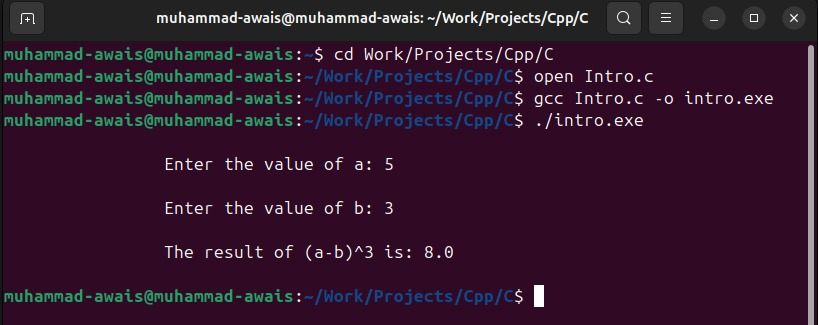 muhammad-awais@muhammad-awais: ~/Work/Projects/Cpp/C
muhammad-awais@muhammad-awais:~$ cd Work/Projects/Cpp/C
muhammad-awais@muhammad-awais:~/Work/Projects/Cpp/C$ open Intro.c
muhammad-awais@muhammad-awais:~/Work/Projects/Cpp/C$ gcc Intro.c -o intro.exe
muhammad-awais@muhammad-awais:~/Work/Projects/Cpp/C$ ./intro.exe
Enter the value of a: 5
Enter the value of b: 3
The result of (a-b)^3 is: 8.0
muhammad-awais@muhammad-awais:~/Work/Projects/Cpp/C$